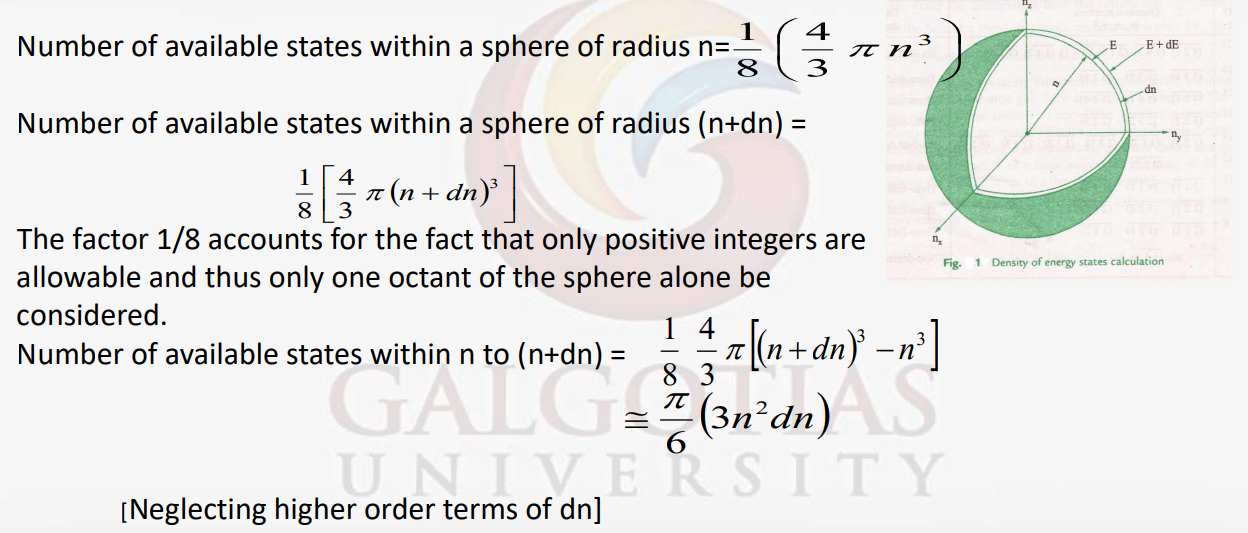 Number of available states within a sphere of radius n= 1/8 ( 4/3 π n³ )
Number of available states within a sphere of radius (n+dn) =
1/8 [ 4/3 π (n + dn)³ ]
The factor 1/8 accounts for the fact that only positive integers are
allowable and thus only one octant of the sphere alone be
considered.
Number of available states within n to (n+dn) = 1/8 4/3 π [(n + dn)³ − n³]
≅ π/6 (3n²dn)
[Neglecting higher order terms of dn]
n_z
E
E + dE
n
dn
n_y
n_x
Fig. 1 Density of energy states calculation
GALGOTIAS
UNIVERSITY